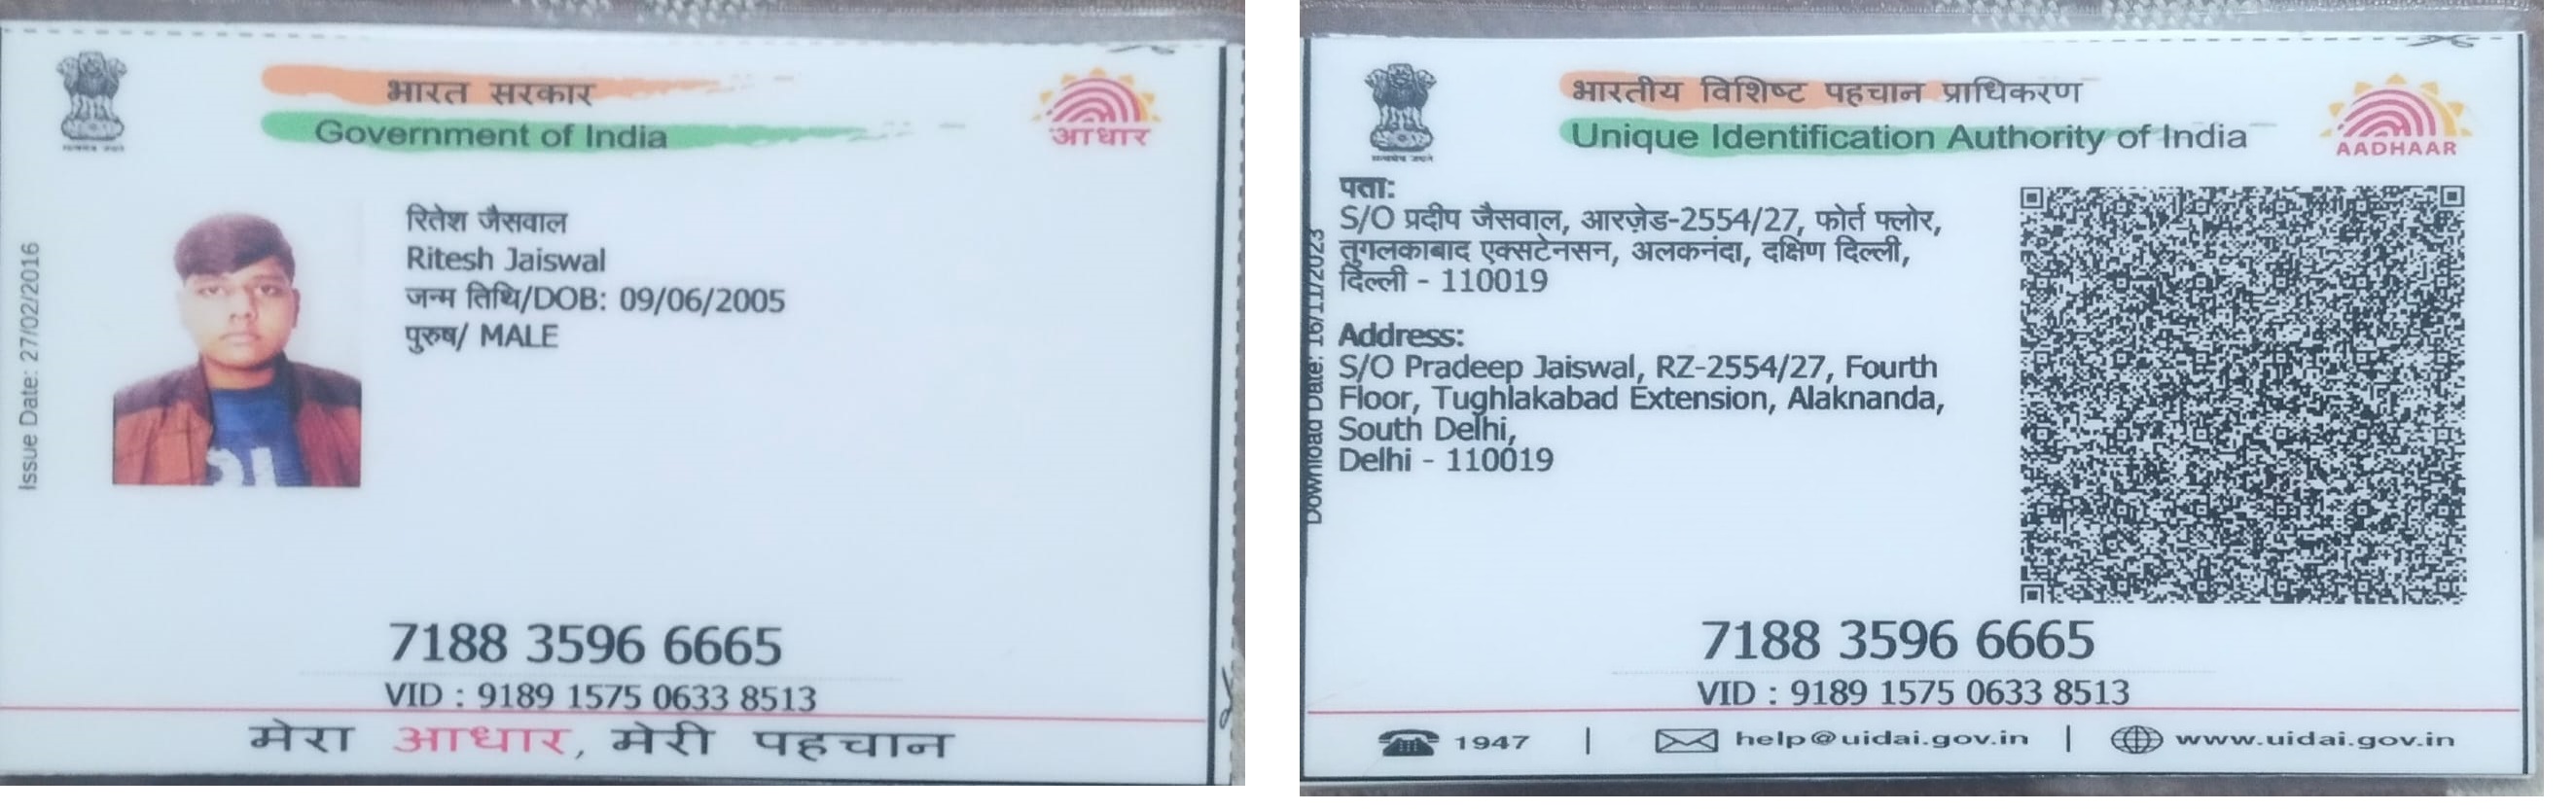 भारत सरकार
Government of India
आधार
Issue Date: 27/02/2016
रितेश जैसवाल
Ritesh Jaiswal
जन्म तिथि/DOB: 09/06/2005
पुरुष/ MALE
7188 3596 6665
VID : 9189 1575 0633 8513
मेरा आधार, मेरी पहचान
भारतीय विशिष्ट पहचान प्राधिकरण
Unique Identification Authority of India
AADHAAR
Download Date: 16/11/2023
पता:
S/O प्रदीप जैसवाल, आरज़ेड-2554/27, फोर्त फ्लोर,
तुगलकाबाद एक्सटेनसन, अलकनंदा, दक्षिण दिल्ली,
दिल्ली - 110019
Address:
S/O Pradeep Jaiswal, RZ-2554/27, Fourth
Floor, Tughlakabad Extension, Alaknanda,
South Delhi,
Delhi - 110019
7188 3596 6665
VID : 9189 1575 0633 8513
1947 | help@uidai.gov.in | www.uidai.gov.in